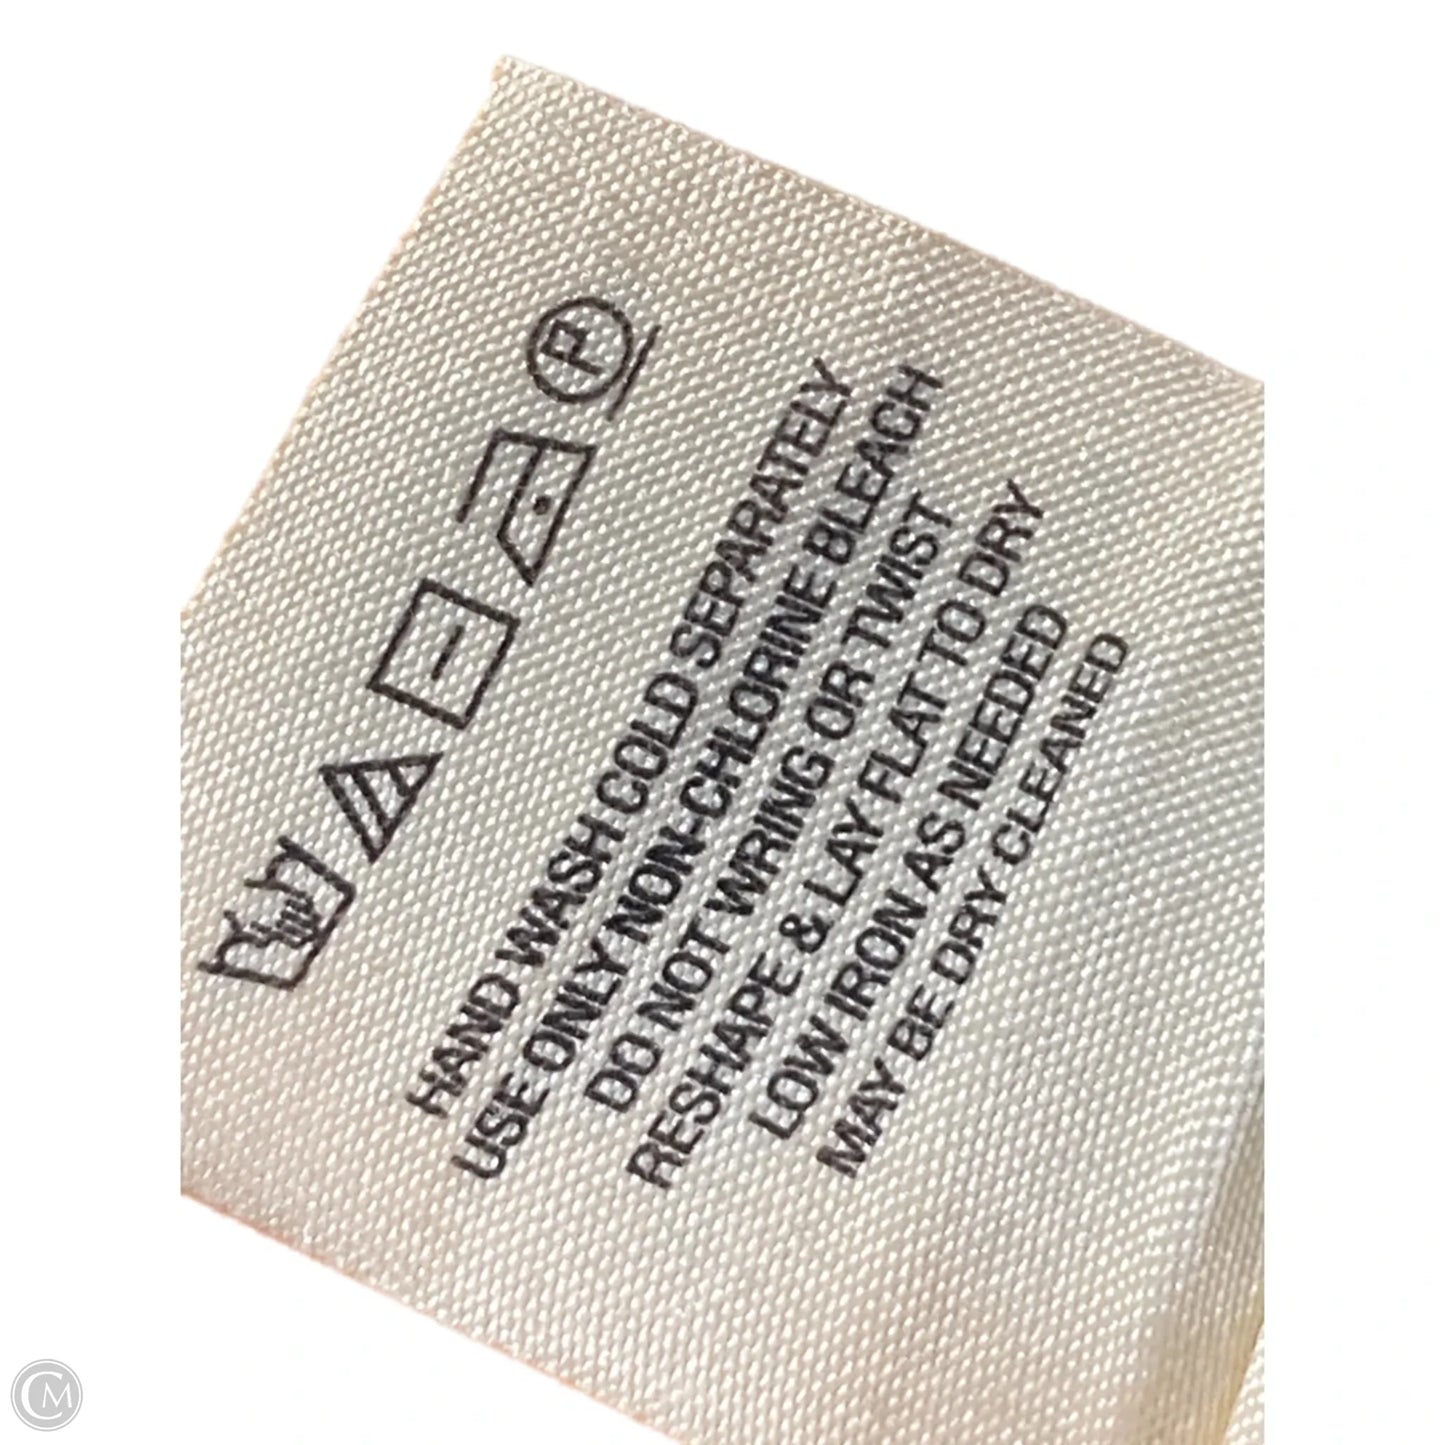 HAND WASH COLD SEPARATELY
USE ONLY NON-CHLORINE BLEACH
DO NOT WRING OR TWIST
RESHAPE & LAY FLAT TO DRY
LOW IRON AS NEEDED
MAY BE DRY CLEANED
P
CM